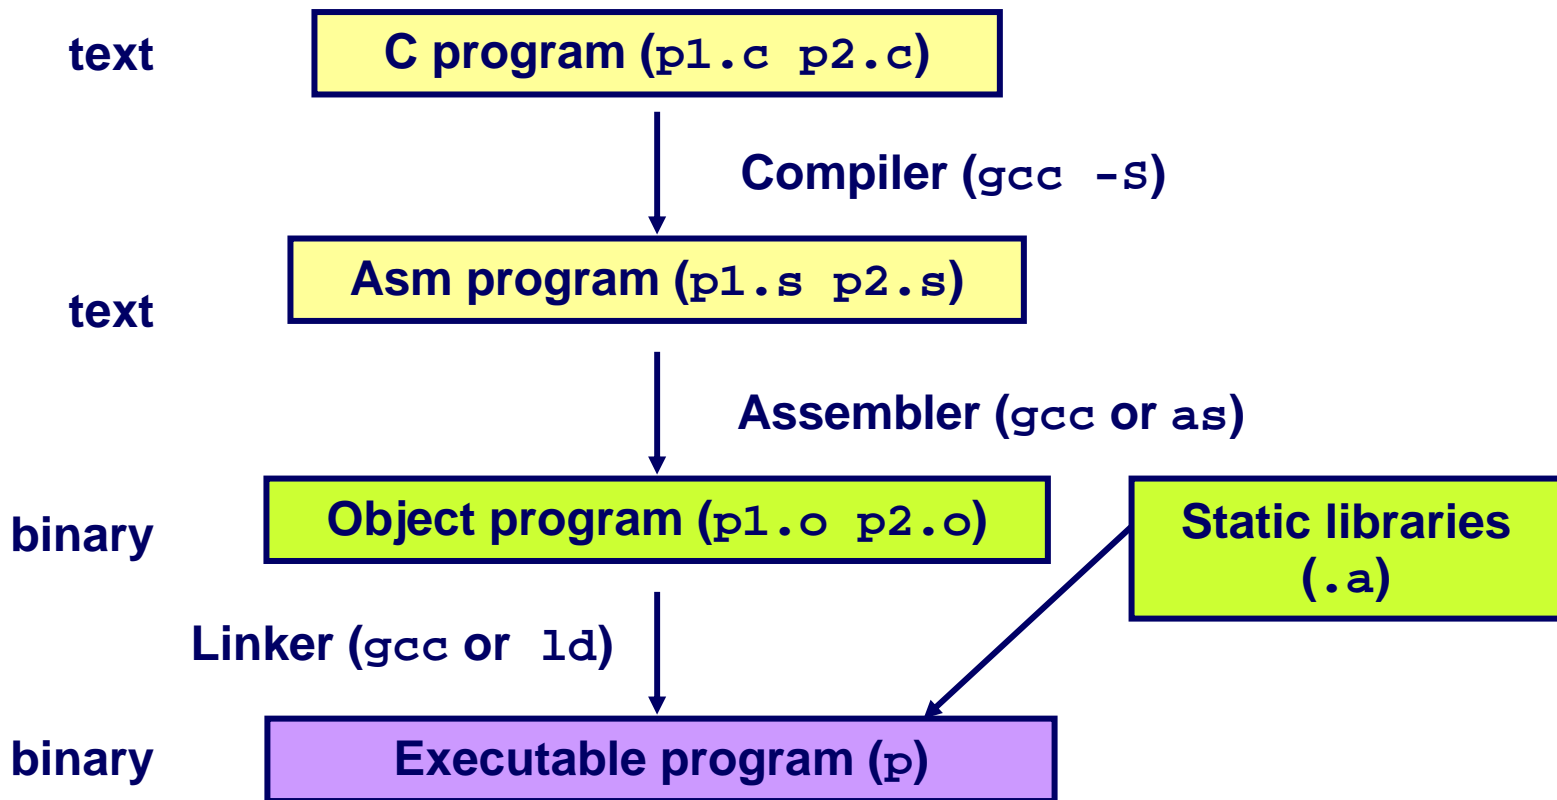 text
C program (p1.c p2.c)
Compiler (gcc -S)
text
Asm program (p1.s p2.s)
Assembler (gcc or as)
binary
Object program (p1.o p2.o)
Static libraries
(.a)
Linker (gcc or ld)
binary
Executable program (p)